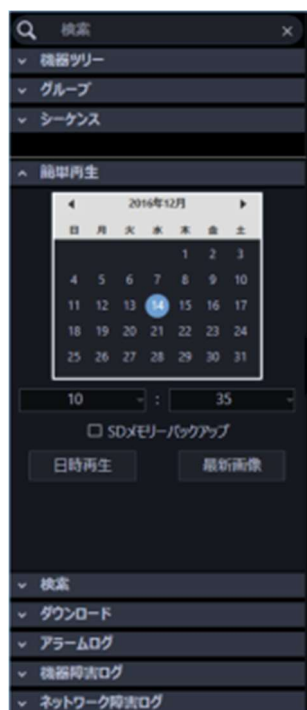 検索 ×
機器ツリー
グループ
シーケンス
簡単再生
2016年12月
日 月 火 水 木 金 土
1 2 3
4 5 6 7 8 9 10
11 12 13 14 15 16 17
18 19 20 21 22 23 24
25 26 27 28 29 30 31
10 : 35
SDメモリーバックアップ
日時再生 最新画像
検索
ダウンロード
アラームログ
機器障害ログ
ネットワーク障害ログ